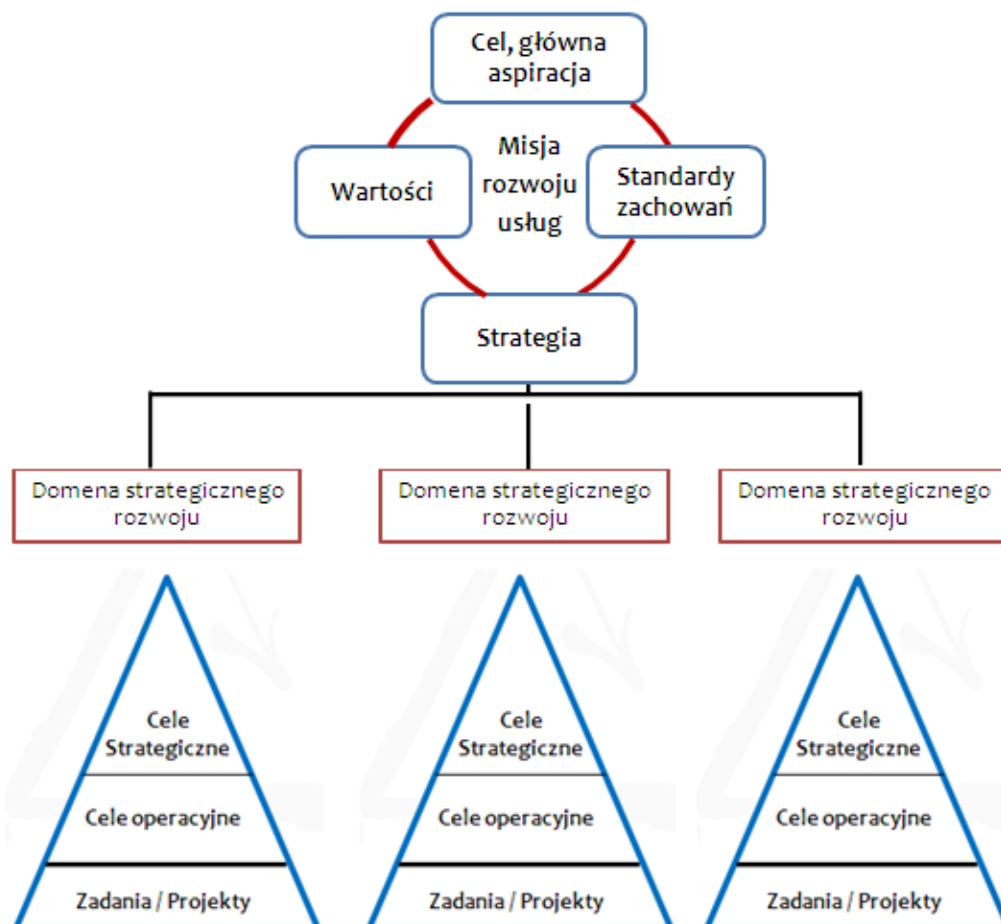 Cel, główna
aspiracja
Misja
rozwoju
usług
Wartości
Standardy
zachowań
Strategia
Domena strategicznego
rozwoju
Domena strategicznego
rozwoju
Domena strategicznego
rozwoju
Cele
Strategiczne
Cele operacyjne
Zadania / Projekty
Cele
Strategiczne
Cele operacyjne
Zadania / Projekty
Cele
Strategiczne
Cele operacyjne
Zadania / Projekty